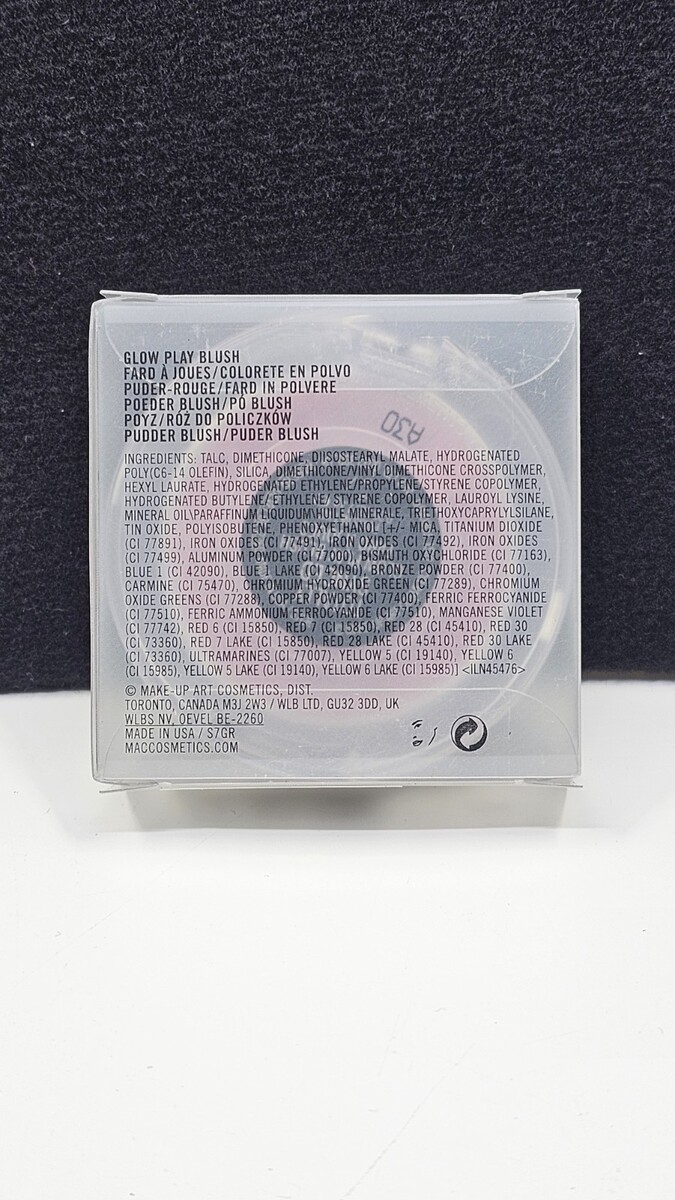 GLOW PLAY BLUSH
FARD À JOUES/COLORETE EN POLVO
PUDER-ROUGE/FARD IN POLVERE
POEDER BLUSH/PÓ BLUSH
POYZ/RÓŻ DO POLICZKÓW
PUDDER BLUSH/PUDER BLUSH
A30
INGREDIENTS: TALC, DIMETHICONE, DIISOSTEARYL MALATE, HYDROGENATED
POLY(C6-14 OLEFIN), SILICA, DIMETHICONE/VINYL DIMETHICONE CROSSPOLYMER,
HEXYL LAURATE, HYDROGENATED ETHYLENE/PROPYLENE/STYRENE COPOLYMER,
HYDROGENATED BUTYLENE/ETHYLENE/STYRENE COPOLYMER, LAUROYL LYSINE,
MINERAL OIL\PARAFFINUM LIQUIDUM\HUILE MINERALE, TRIETHOXYCAPRYLYLSILANE,
TIN OXIDE, POLYISOBUTENE, PHENOXYETHANOL [+/- MICA, TITANIUM DIOXIDE
(CI 77891), IRON OXIDES (CI 77491), IRON OXIDES (CI 77492), IRON OXIDES
(CI 77499), ALUMINUM POWDER (CI 77000), BISMUTH OXYCHLORIDE (CI 77163),
BLUE 1 (CI 42090), BLUE 1 LAKE (CI 42090), BRONZE POWDER (CI 77400),
CARMINE (CI 75470), CHROMIUM HYDROXIDE GREEN (CI 77289), CHROMIUM
OXIDE GREENS (CI 77288), COPPER POWDER (CI 77400), FERRIC FERROCYANIDE
(CI 77510), FERRIC AMMONIUM FERROCYANIDE (CI 77510), MANGANESE VIOLET
(CI 77742), RED 6 (CI 15850), RED 7 (CI 15850), RED 28 (CI 45410), RED 30
(CI 73360), RED 7 LAKE (CI 15850), RED 28 LAKE (CI 45410), RED 30 LAKE
(CI 73360), ULTRAMARINES (CI 77007), YELLOW 5 (CI 19140), YELLOW 6
(CI 15985), YELLOW 5 LAKE (CI 19140), YELLOW 6 LAKE (CI 15985)] <ILN45476>
© MAKE-UP ART COSMETICS, DIST.
TORONTO, CANADA M3J 2W3 / WLB LTD, GU32 3DD, UK
WLBS NV, OEVEL BE-2260
MADE IN USA / S7GR
MACCOSMETICS.COM